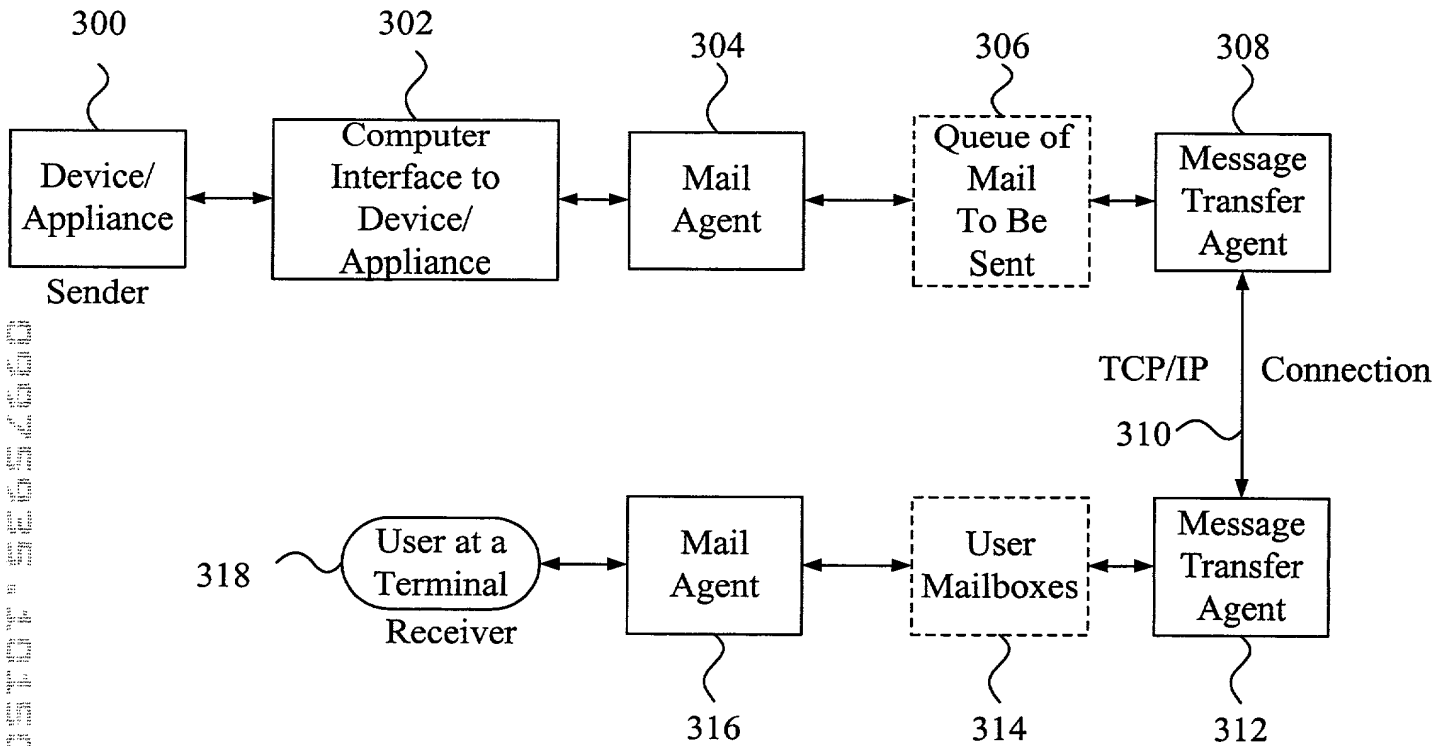 300
302
304
306
308
Device/
Appliance
Computer
Interface to
Device/
Appliance
Mail
Agent
Queue of
Mail
To Be
Sent
Message
Transfer
Agent
Sender
TCP/IP Connection
310
318
User at a
Terminal
Receiver
Mail
Agent
User
Mailboxes
Message
Transfer
Agent
316
314
312